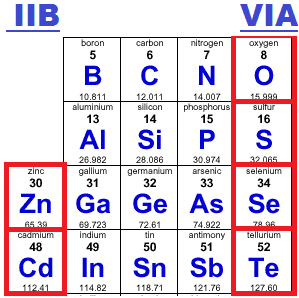 IIB VIA
boron carbon nitrogen oxygen
5 6 7 8
B C N O
10.811 12.011 14.007 15.999
aluminium silicon phosphorus sulfur
13 14 15 16
Al Si P S
26.982 28.086 30.974 32.065
zinc gallium germanium arsenic selenium
30 31 32 33 34
Zn Ga Ge As Se
65.39 69.723 72.61 74.922 78.96
cadmium indium tin antimony tellurium
48 49 50 51 52
Cd In Sn Sb Te
112.41 114.82 118.71 121.76 127.60